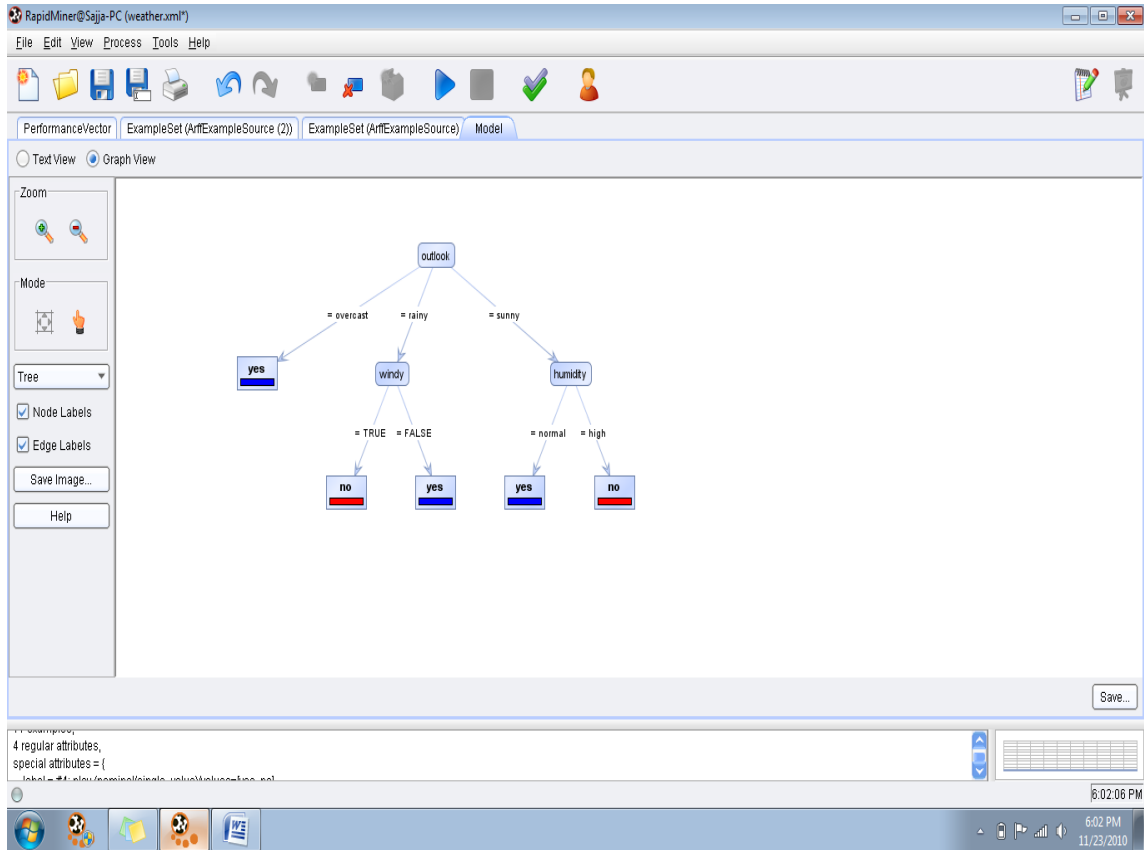 RapidMiner@Sajja-PC (weather.xml*)
File Edit View Process Tools Help
PerformanceVector ExampleSet (ArffExampleSource (2)) ExampleSet (ArffExampleSource) Model
Text View Graph View
Zoom
Mode
Tree
Node Labels
Edge Labels
Save Image...
Help
outlook
= overcast = rainy = sunny
yes windy humidity
= TRUE = FALSE = normal = high
no yes yes no
Save...
4 regular attributes,
special attributes = {
6:02:06 PM
6:02 PM
11/23/2010